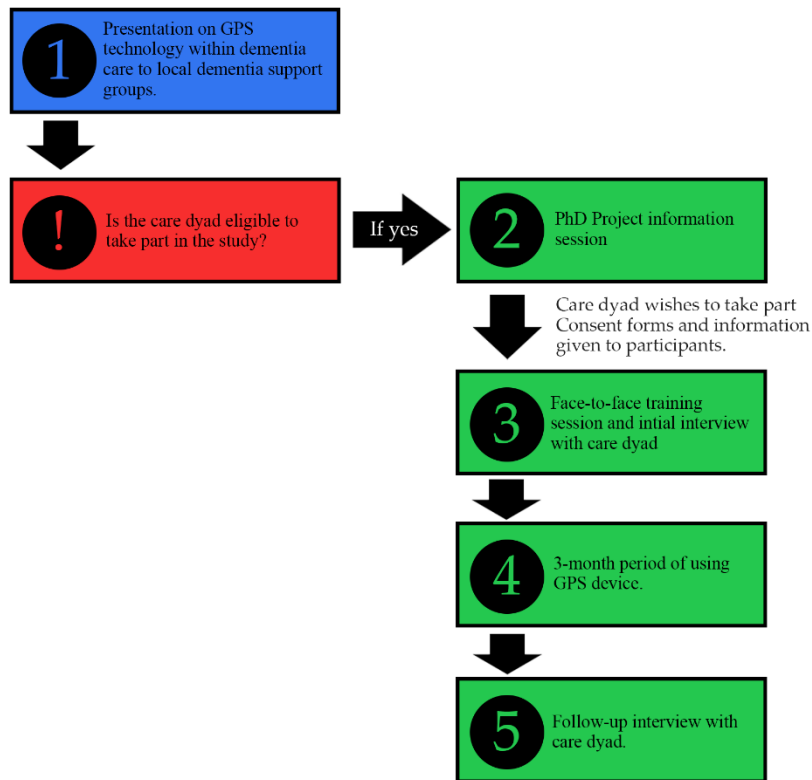 1
Presentation on GPS
technology within dementia
care to local dementia support
groups.
!
Is the care dyad eligible to
take part in the study?
If yes
2
PhD Project information
session
Care dyad wishes to take part
Consent forms and information
given to participants.
3
Face-to-face training
session and intial interview
with care dyad
4
3-month period of using
GPS device.
5
Follow-up interview with
care dyad.